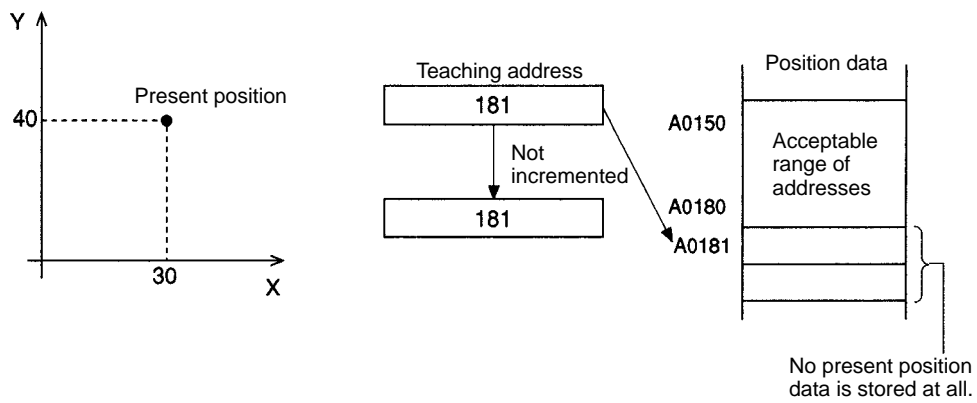 Y
40
Present position
30
X
Teaching address
181
Not
incremented
181
Position data
A0150
Acceptable
range of
addresses
A0180
A0181
No present position
data is stored at all.